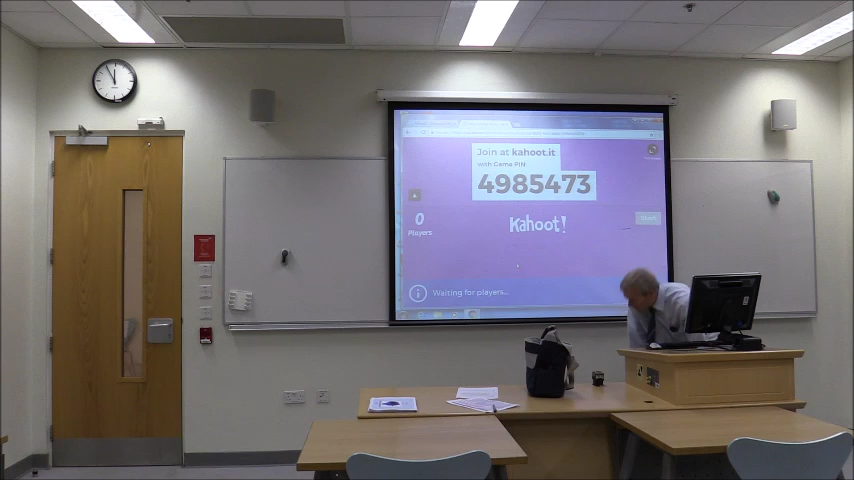 Join at kahoot.it
with Game PIN:
4985473
0
Players
Kahoot!
Start
Waiting for players...